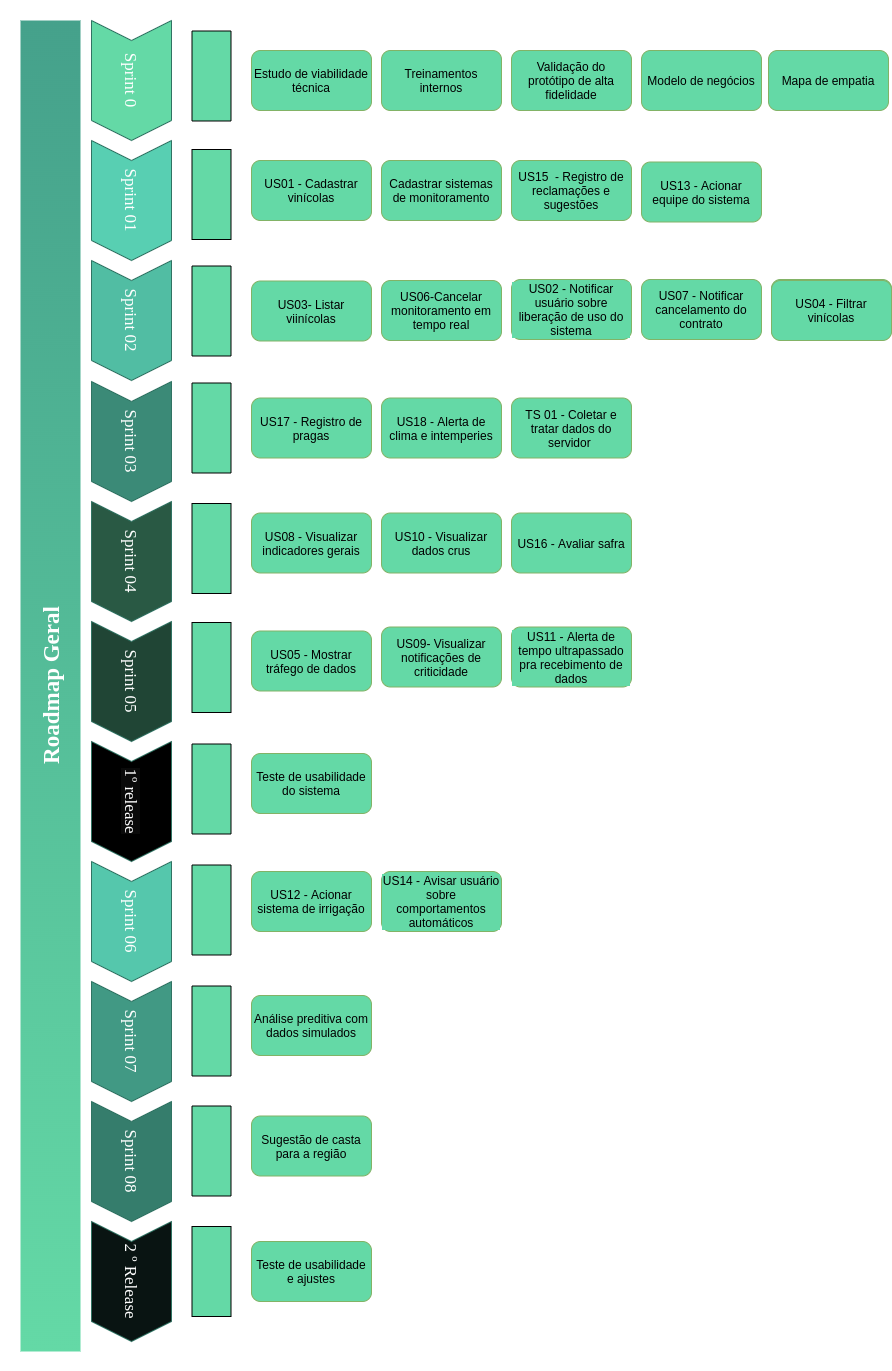 Roadmap Geral
Sprint 0
Estudo de viabilidade
técnica
Treinamentos
internos
Validação do
protótipo de alta
fidelidade
Modelo de negócios
Mapa de empatia
Sprint 01
US01 - Cadastrar
vinícolas
Cadastrar sistemas
de monitoramento
US15 - Registro de
reclamações e
sugestões
US13 - Acionar
equipe do sistema
Sprint 02
US03- Listar
viinícolas
US06-Cancelar
monitoramento em
tempo real
US02 - Notificar
usuário sobre
liberação de uso do
sistema
US07 - Notificar
cancelamento do
contrato
US04 - Filtrar
vinícolas
Sprint 03
US17 - Registro de
pragas
US18 - Alerta de
clima e intemperies
TS 01 - Coletar e
tratar dados do
servidor
Sprint 04
US08 - Visualizar
indicadores gerais
US10 - Visualizar
dados crus
US16 - Avaliar safra
Sprint 05
US05 - Mostrar
tráfego de dados
US09- Visualizar
notificações de
criticidade
US11 - Alerta de
tempo ultrapassado
pra recebimento de
dados
1º release
Teste de usabilidade
do sistema
Sprint 06
US12 - Acionar
sistema de irrigação
US14 - Avisar usuário
sobre
comportamentos
automáticos
Sprint 07
Análise preditiva com
dados simulados
Sprint 08
Sugestão de casta
para a região
2 º Release
Teste de usabilidade
e ajustes